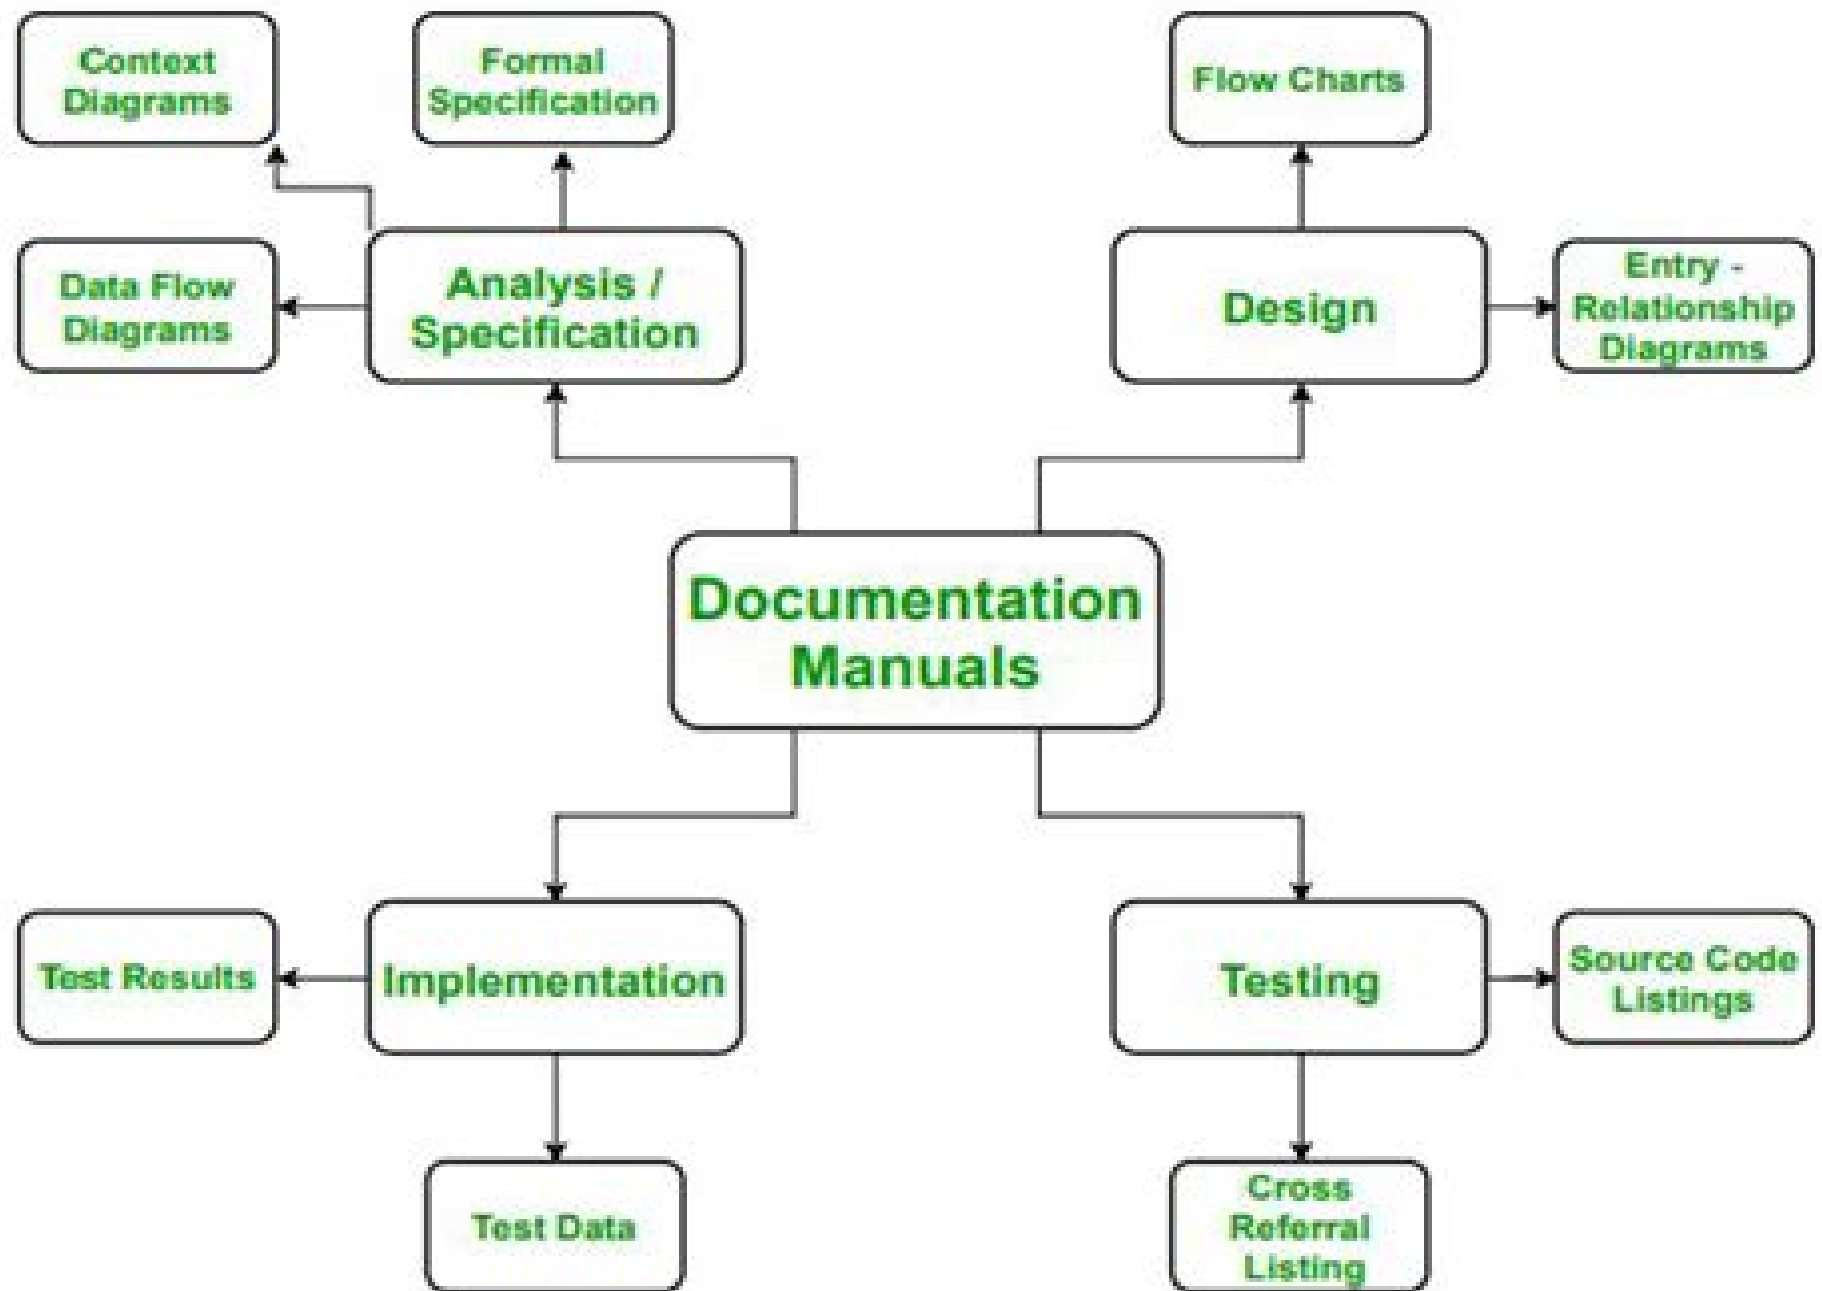 Context
Diagrams
Formal
Specification
Flow Charts
Data Flow
Diagrams
Analysis /
Specification
Design
Entry -
Relationship
Diagrams
Documentation
Manuals
Test Results
Implementation
Testing
Source Code
Listings
Test Data
Cross
Referral
Listing